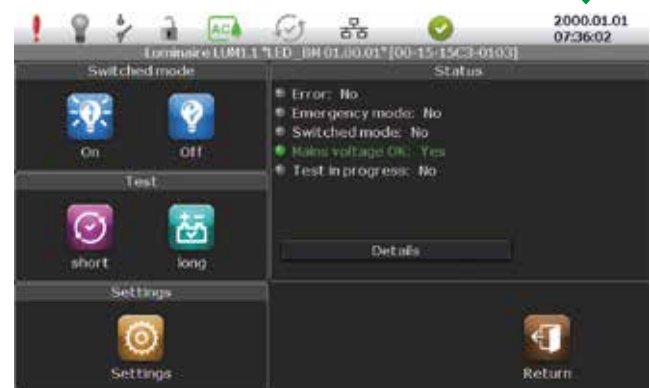 AC
2000.01.01
07:36:02
Luminaire LUM1.1 "LED_BM 01.00.01" [00-15-15C3-0103]
Switched mode
Status
On
Off
Error: No
Emergency mode: No
Switched mode: No
Mains voltage OK: Yes
Test in progress: No
Test
short
long
Details
Settings
Settings
Return